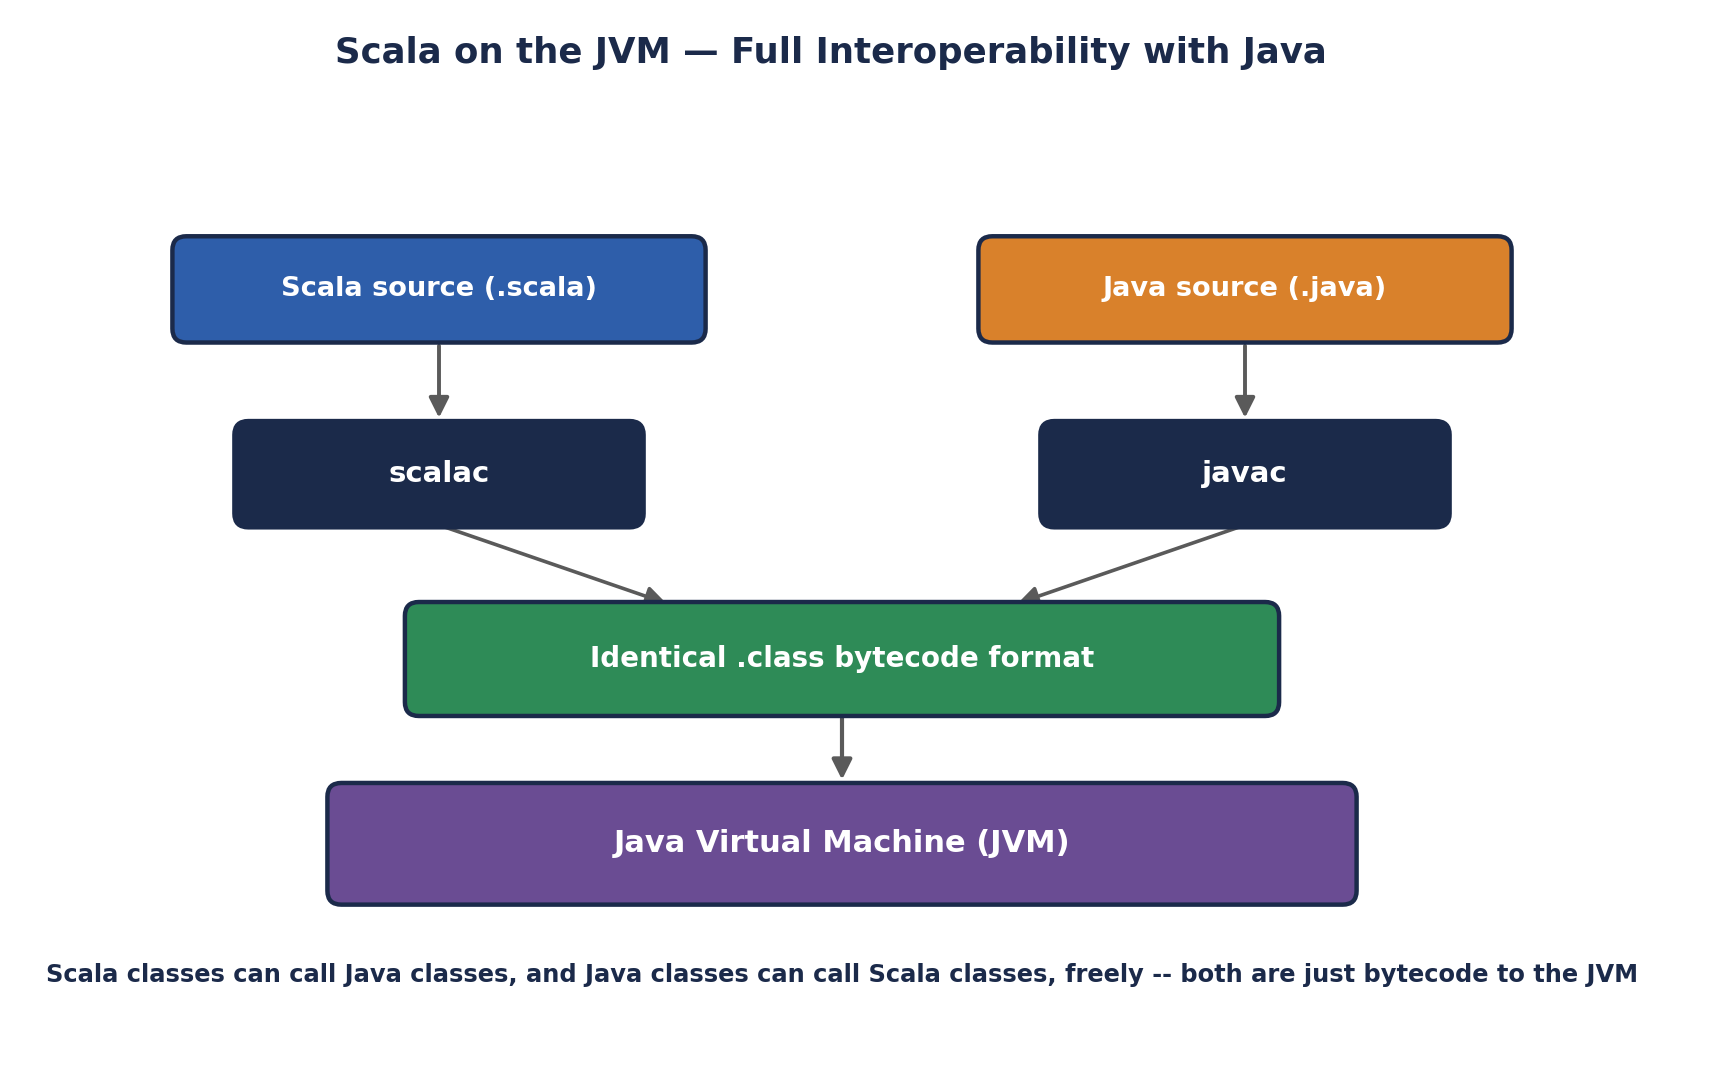 Scala on the JVM — Full Interoperability with Java
Scala source (.scala)
Java source (.java)
scalac
javac
Identical .class bytecode format
Java Virtual Machine (JVM)
Scala classes can call Java classes, and Java classes can call Scala classes, freely -- both are just bytecode to the JVM